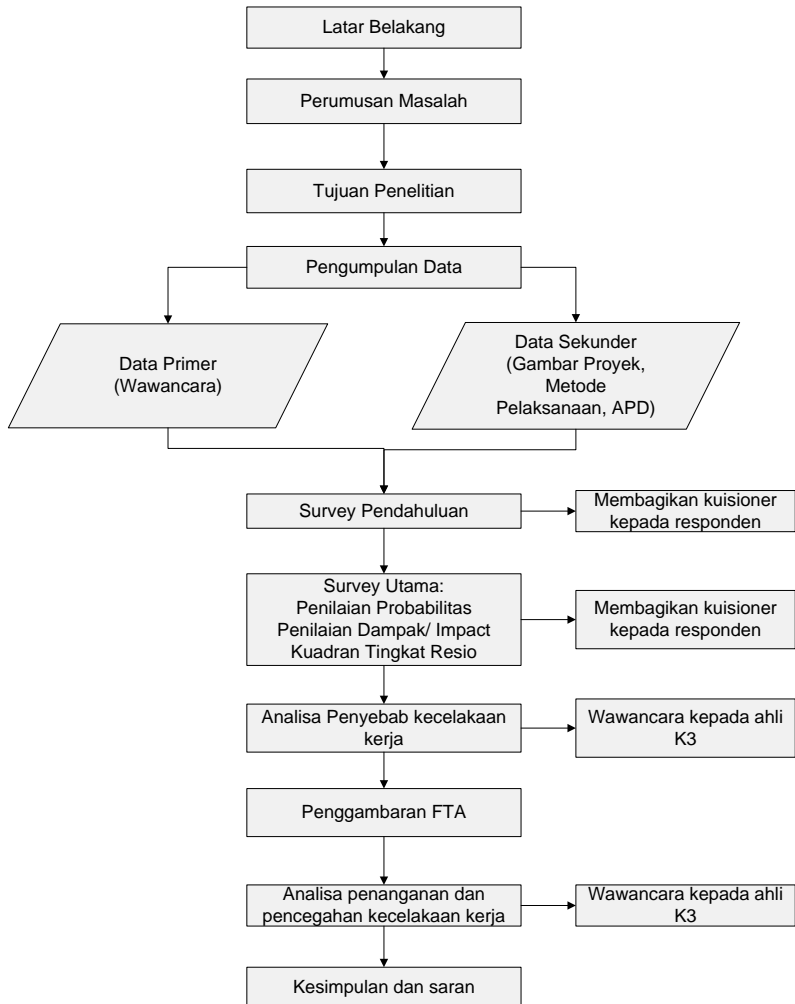 Latar Belakang
Perumusan Masalah
Tujuan Penelitian
Pengumpulan Data
Data Primer
(Wawancara)
Data Sekunder
(Gambar Proyek,
Metode
Pelaksanaan, APD)
Survey Pendahuluan
Membagikan kuisioner
kepada responden
Survey Utama:
Penilaian Probabilitas
Penilaian Dampak/ Impact
Kuadran Tingkat Resio
Membagikan kuisioner
kepada responden
Analisa Penyebab kecelakaan
kerja
Wawancara kepada ahli
K3
Penggambaran FTA
Analisa penanganan dan
pencegahan kecelakaan kerja
Wawancara kepada ahli
K3
Kesimpulan dan saran